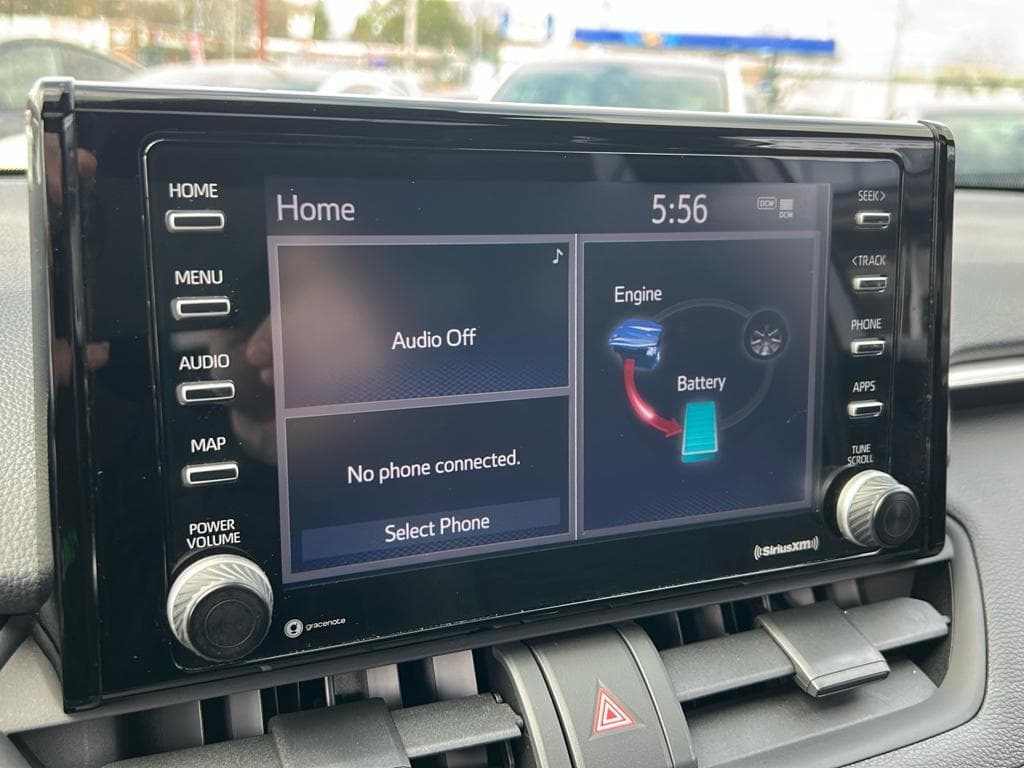 HOME
MENU
AUDIO
MAP
POWER
VOLUME
Home
5:56
DCM
DCM
Audio Off
No phone connected.
Select Phone
Engine
Battery
SEEK>
<TRACK
PHONE
APPS
TUNE
SCROLL
gracenote
((SiriusXM))